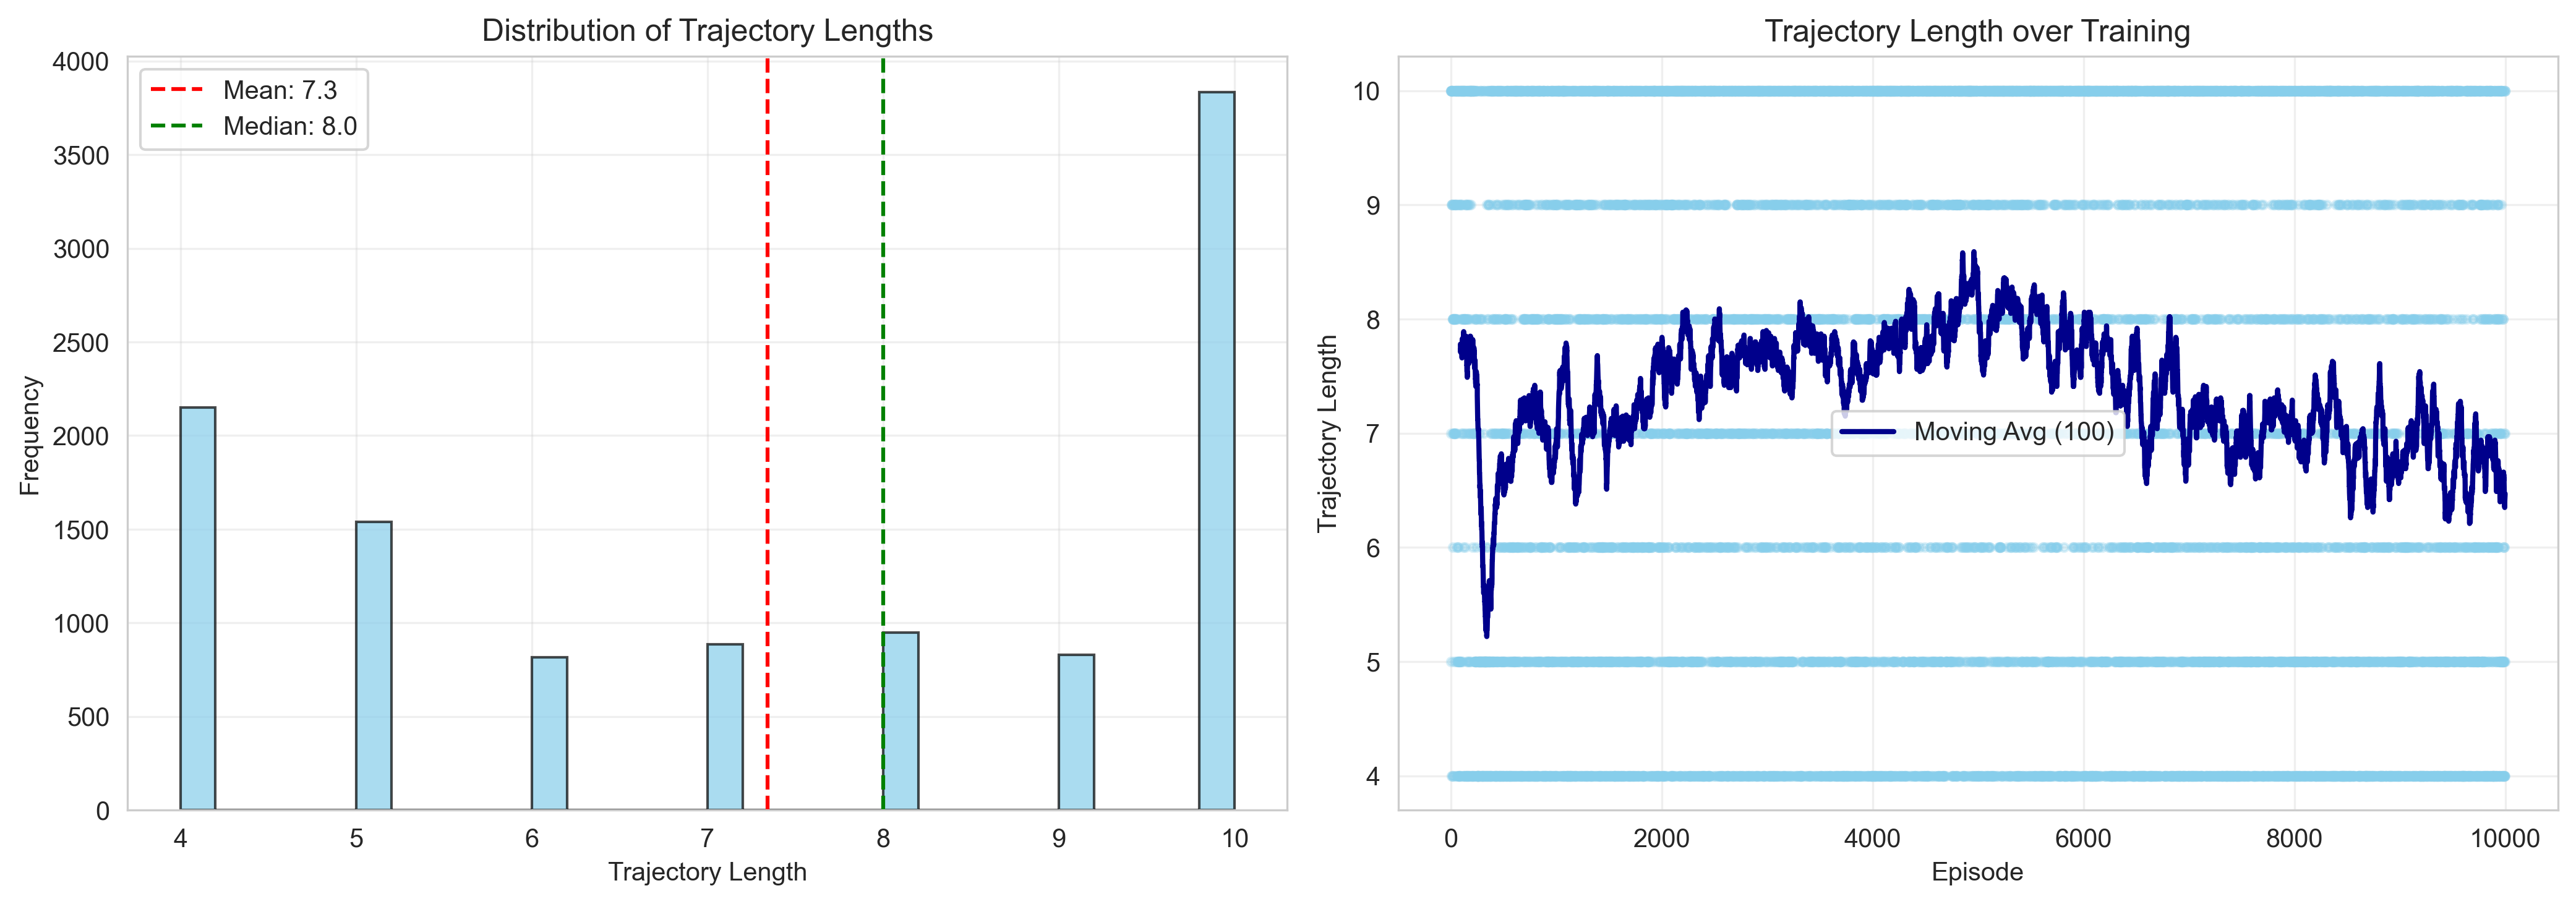 Distribution of Trajectory Lengths
Mean: 7.3
Median: 8.0
Frequency
4000
3500
3000
2500
2000
1500
1000
500
0
4 5 6 7 8 9 10
Trajectory Length
Trajectory Length over Training
Moving Avg (100)
Trajectory Length
10
9
8
7
6
5
4
0 2000 4000 6000 8000 10000
Episode